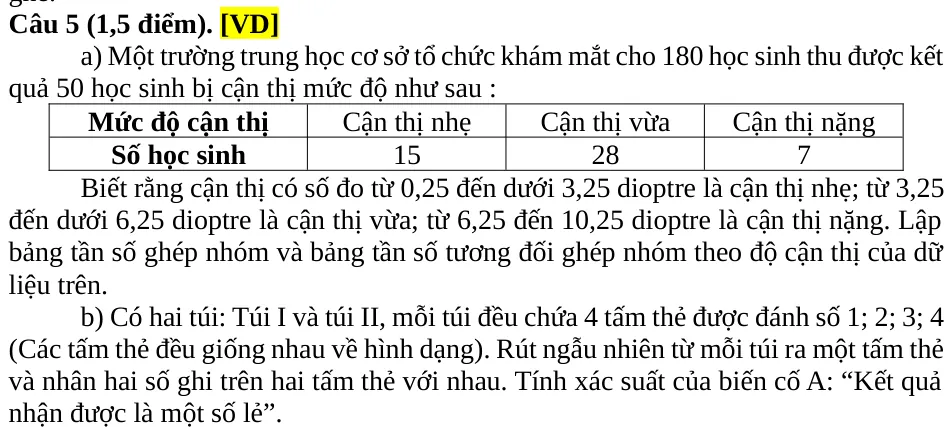 Câu 5 (1,5 điểm). [VD]
a) Một trường trung học cơ sở tổ chức khám mắt cho 180 học sinh thu được kết
quả 50 học sinh bị cận thị mức độ như sau :
Mức độ cận thị Cận thị nhẹ Cận thị vừa Cận thị nặng
Số học sinh 15 28 7
Biết rằng cận thị có số đo từ 0,25 đến dưới 3,25 dioptre là cận thị nhẹ; từ 3,25
đến dưới 6,25 dioptre là cận thị vừa; từ 6,25 đến 10,25 dioptre là cận thị nặng. Lập
bảng tần số ghép nhóm và bảng tần số tương đối ghép nhóm theo độ cận thị của dữ
liệu trên.
b) Có hai túi: Túi I và túi II, mỗi túi đều chứa 4 tấm thẻ được đánh số 1; 2; 3; 4
(Các tấm thẻ đều giống nhau về hình dạng). Rút ngẫu nhiên từ mỗi túi ra một tấm thẻ
và nhân hai số ghi trên hai tấm thẻ với nhau. Tính xác suất của biến cố A: “Kết quả
nhận được là một số lẻ”.